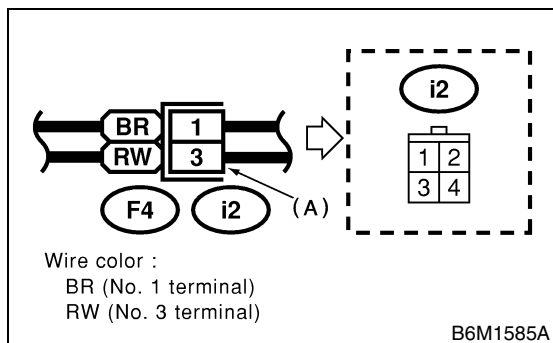 i2
BR 1
RW 3
1 2
3 4
F4 i2 (A)
Wire color :
BR (No. 1 terminal)
RW (No. 3 terminal)
B6M1585A